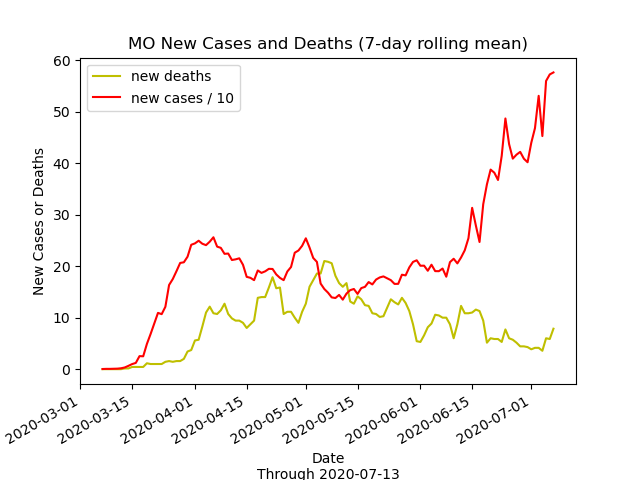 MO New Cases and Deaths (7-day rolling mean)
new deaths
new cases / 10
New Cases or Deaths
60
50
40
30
20
10
0
2020-03-01
2020-03-15
2020-04-01
2020-04-15
2020-05-01
2020-05-15
2020-06-01
2020-06-15
2020-07-01
Date
Through 2020-07-13